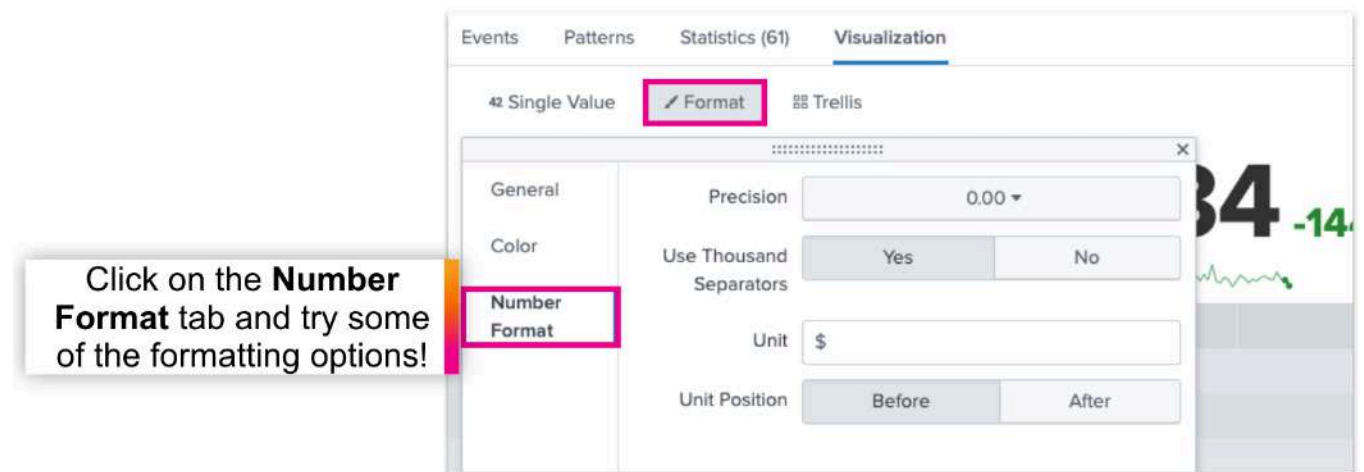 Events Patterns Statistics (61) Visualization
42 Single Value Format Trellis
General
Color
Number
Format
Precision 0.00
Use Thousand
Separators
Yes No
Unit $
Unit Position Before After
34 -14
Click on the Number
Format tab and try some
of the formatting options!